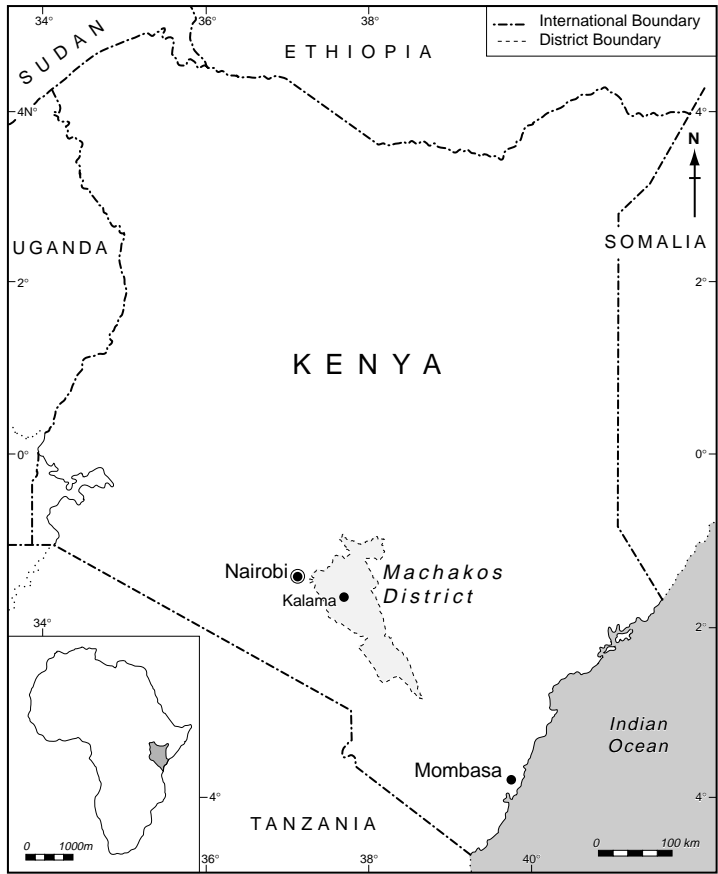 34°
36°
38°
International Boundary
District Boundary
SUDAN
ETHIOPIA
4N°
4°
N
UGANDA
SOMALIA
2°
2°
KENYA
0°
0°
Nairobi
Machakos
District
Kalama
34°
2°
Indian
Ocean
Mombasa
4°
4°
TANZANIA
0 1000m
0 100 km
36°
38°
40°